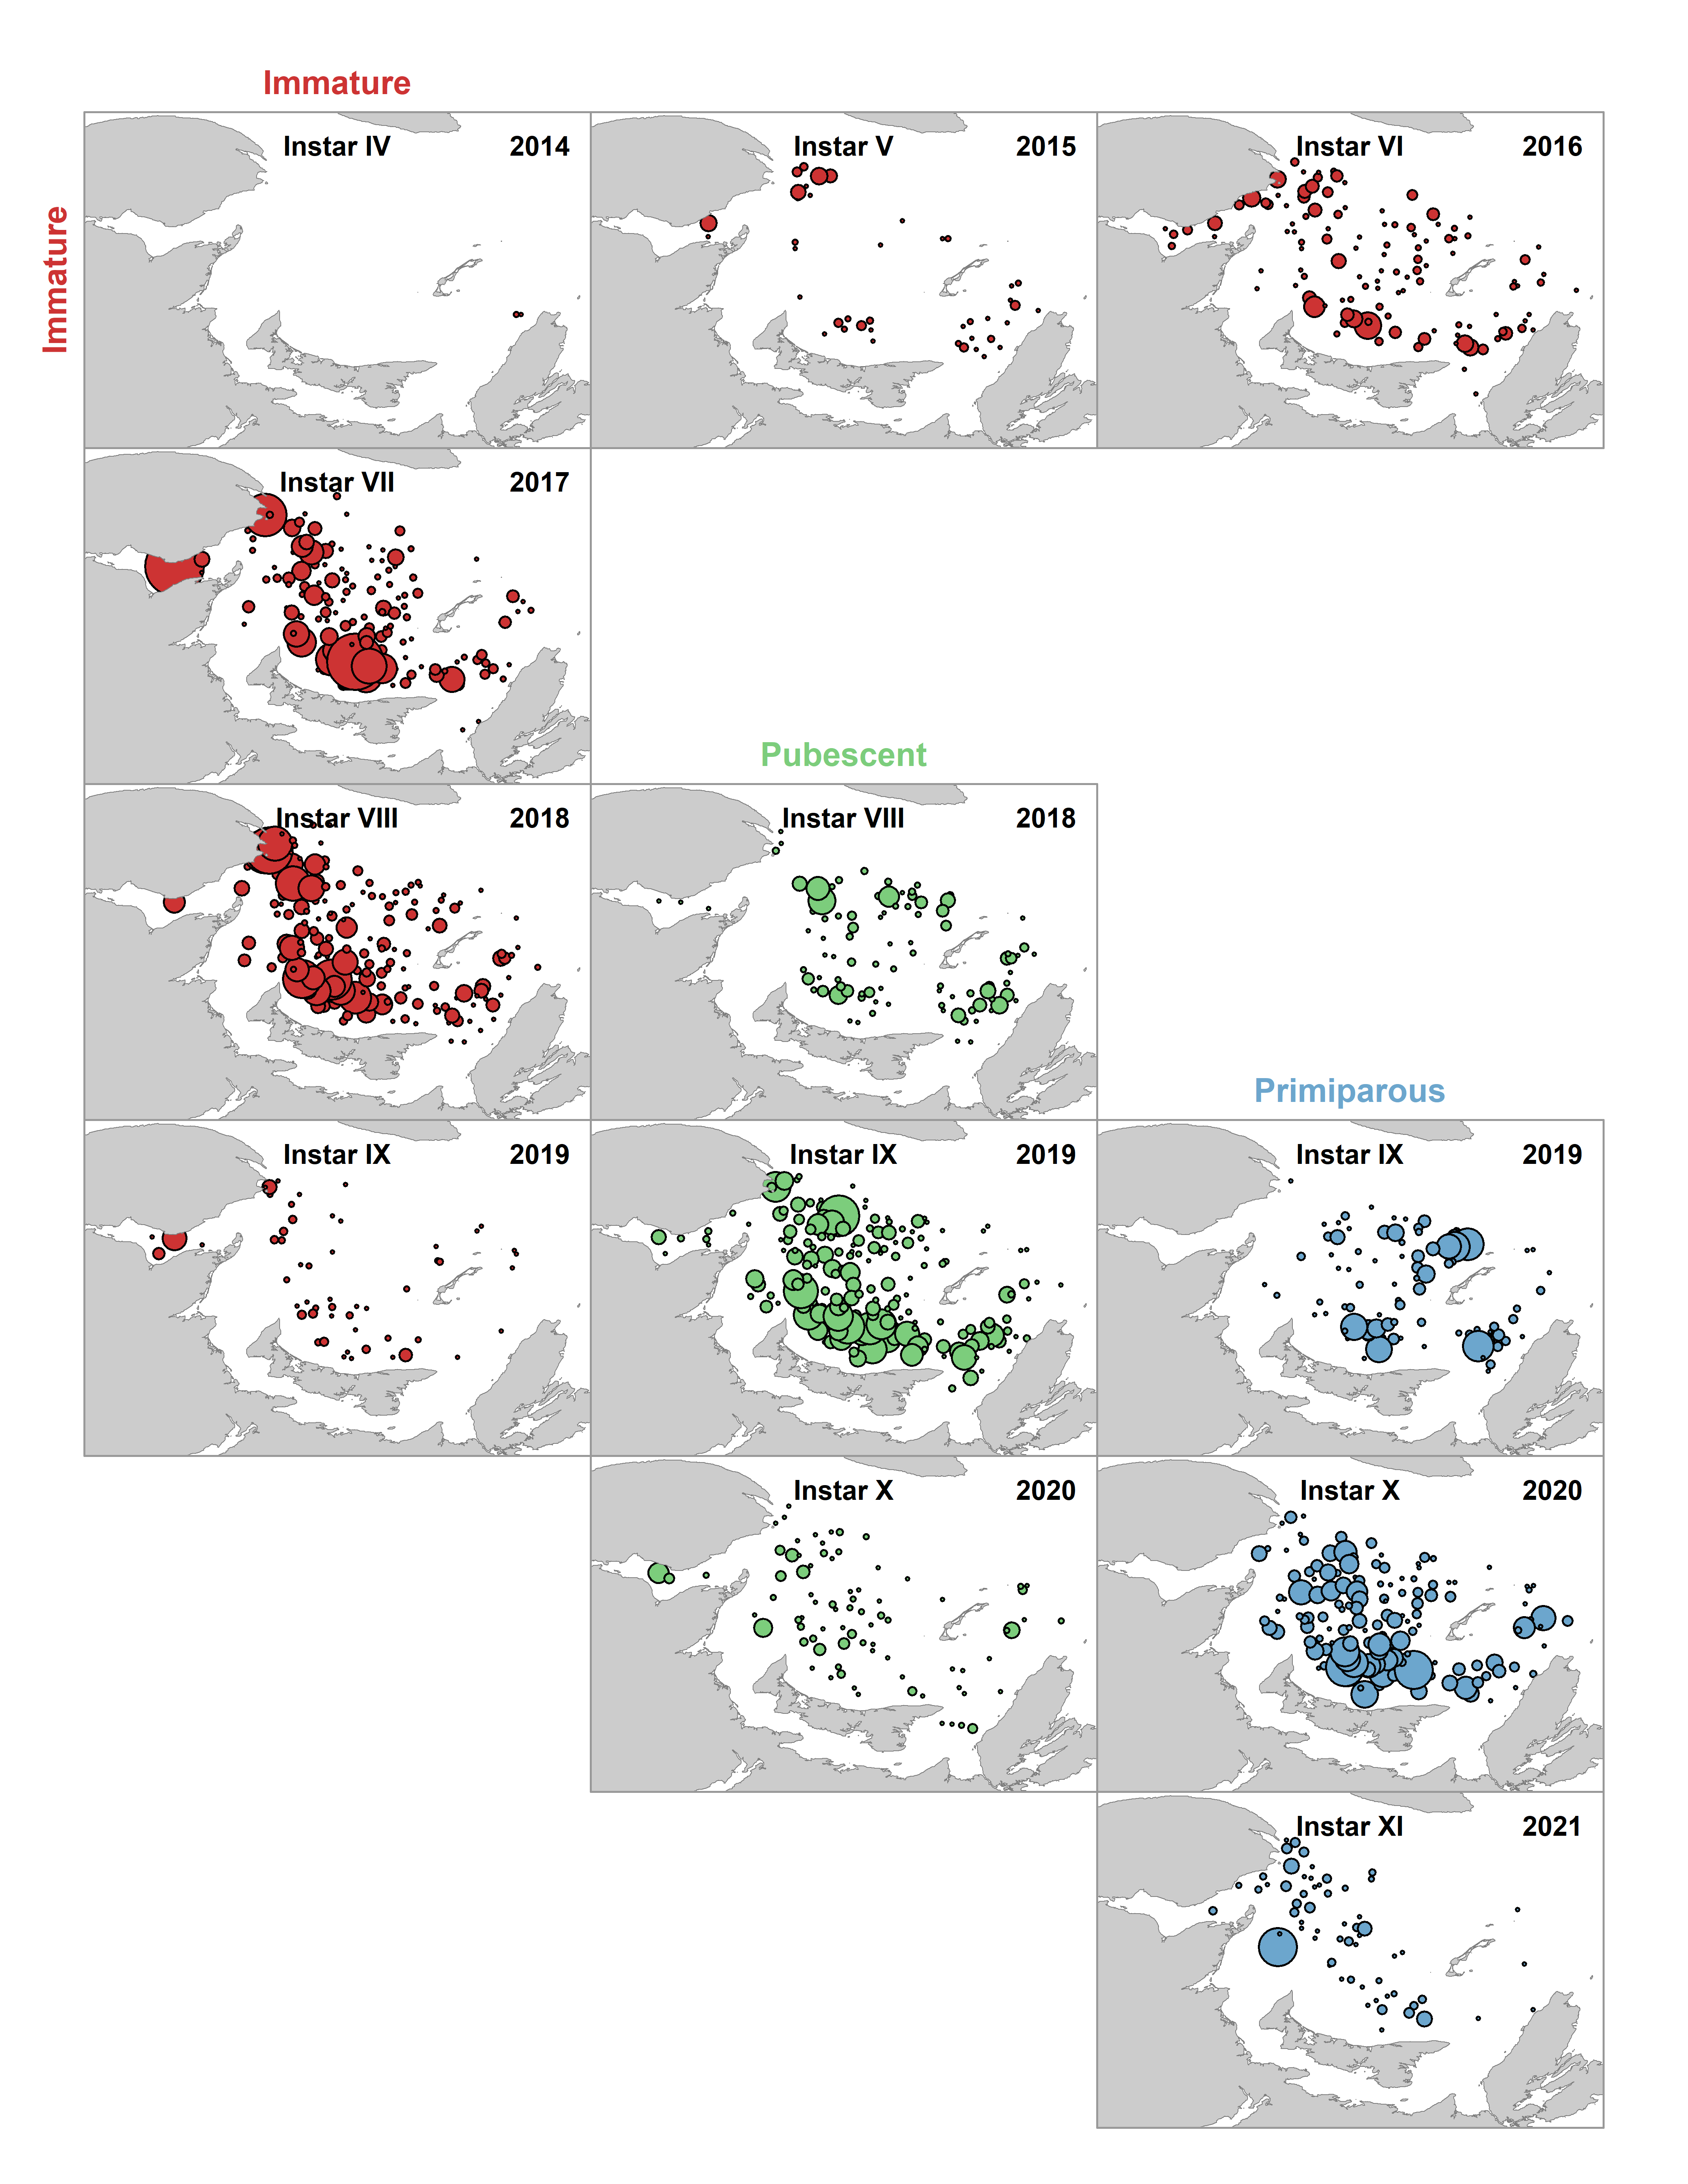 Immature
Immature
Instar IV 2014
Instar V 2015
Instar VI 2016
Instar VII 2017
Pubescent
Instar VIII 2018
Instar VIII 2018
Primiparous
Instar IX 2019
Instar IX 2019
Instar IX 2019
Instar X 2020
Instar X 2020
Instar XI 2021